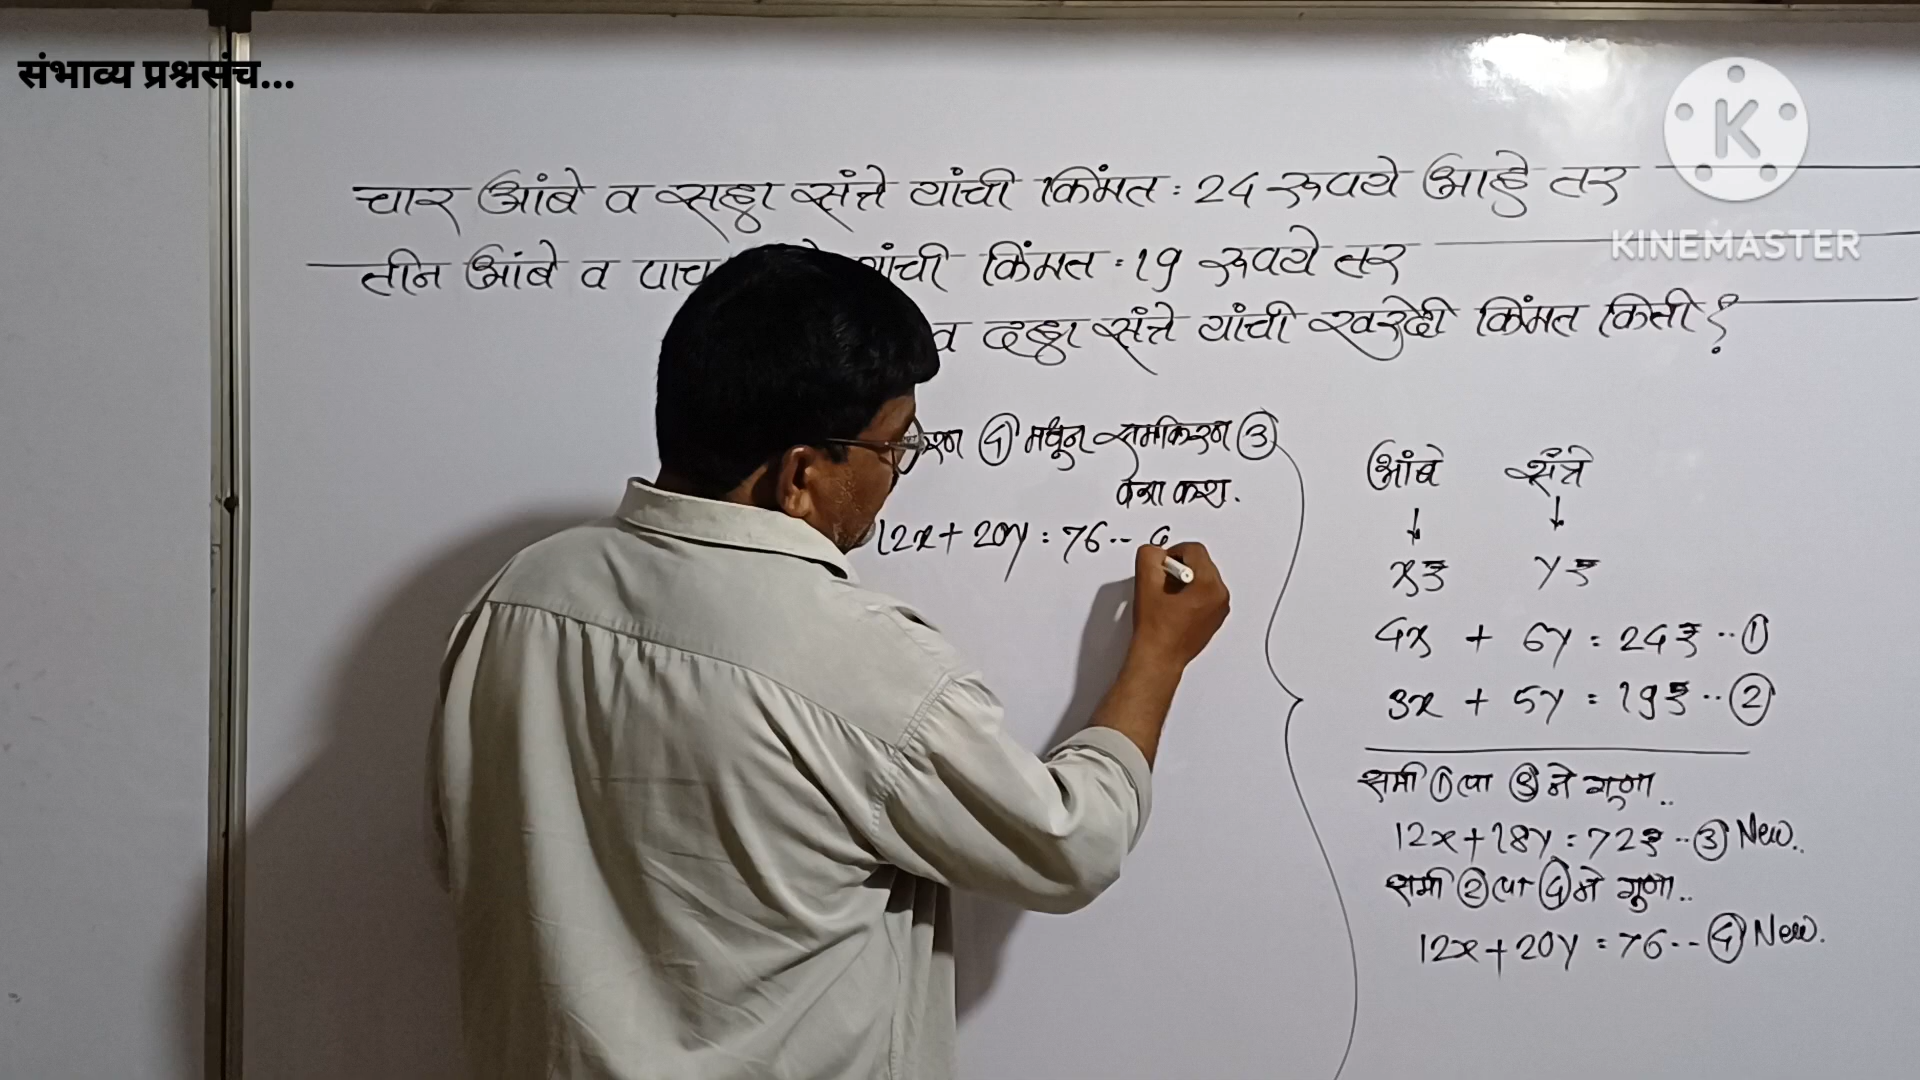 संभाव्य प्रश्नसंच...
KINEMASTER
चार आंबे व सहा संत्रे यांची किंमत : 24 रूपये आहे तर
तीन आंबे व पाच यांची किंमत : 19 रूपये तर
व दहा संत्रे यांची खरेदी किंमत किती?
④ मधून समीकरण ③
वजा करा.
12x + 20y = 76 ..
आंबे संत्रे
↓ ↓
x₹ y₹
4x + 6y = 24₹ .. ①
3x + 5y = 19₹ .. ②
समी ① ला ③ ने गुणा..
12x + 18y = 72₹ .. ③ New..
समी ② ला ④ ने गुणा..
12x + 20y = 76 .. ④ New.